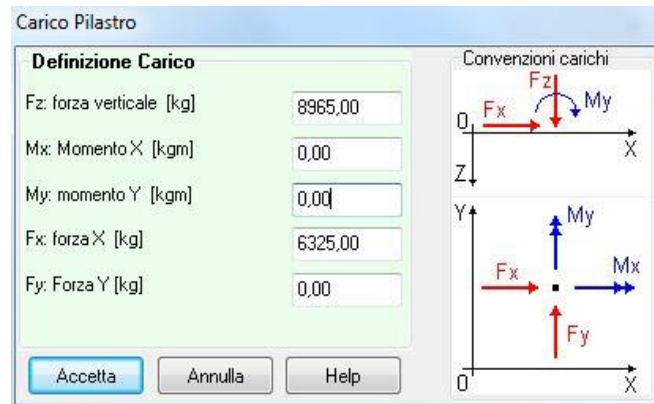 Carico Pilastro
Definizione Carico
Fz: forza verticale [kg] 8965,00
Mx: Momento X [kgm] 0,00
My: momento Y [kgm] 0,00
Fx: forza X [kg] 6325,00
Fy: Forza Y [kg] 0,00
Accetta Annulla Help
Convenzioni carichi
Fz
Fx My
0
X
Z
Y
My
Fx Mx
Fy
0 X